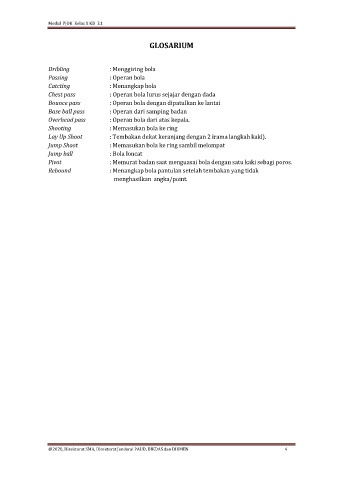 Modul PJOK Kelas X KD 3.1
GLOSARIUM
Dribling : Menggiring bola
Passing : Operan bola
Catcting : Menangkap bola
Chest pass : Operan bola lurus sejajar dengan dada
Bounce pass : Operan bola dengan dipatulkan ke lantai
Base ball pass : Operan dari samping badan
Overhead pass : Operan bola dari atas kepala.
Shooting : Memasukan bola ke ring
Lay Up Shoot : Tembakan dekat keranjang dengan 2 irama langkah kaki).
Jump Shoot : Memasukan bola ke ring sambil melompat
Jump ball : Bola loncat
Pivot : Memurat badan saat menguasai bola dengan satu kaki sebagi poros.
Rebound : Menangkap bola pantulan setelah tembakan yang tidak
menghasilkan angka/point.
@2020, Direktorat SMA, Direktorat Jenderal PAUD, DIKDAS dan DIKMEN 4